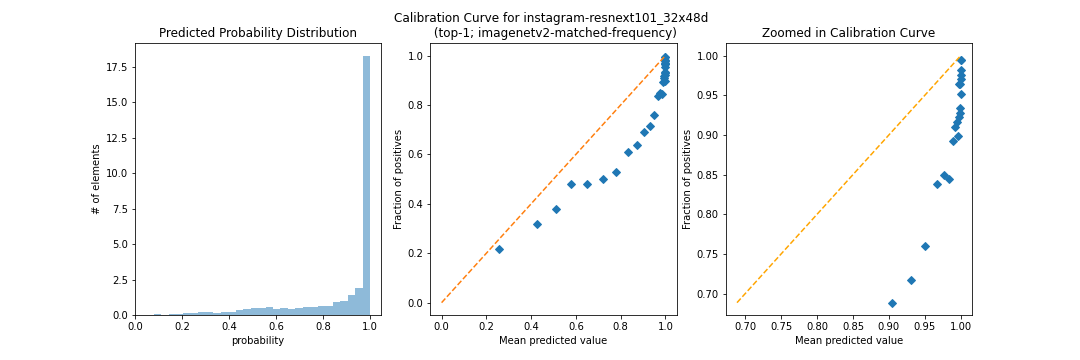 Predicted Probability Distribution
# of elements
17.5
15.0
12.5
10.0
7.5
5.0
2.5
0.0
0.0 0.2 0.4 0.6 0.8 1.0
probability
Calibration Curve for instagram-resnext101_32x48d
(top-1; imagenetv2-matched-frequency)
Fraction of positives
1.0
0.8
0.6
0.4
0.2
0.0
0.0 0.2 0.4 0.6 0.8 1.0
Mean predicted value
Zoomed in Calibration Curve
Fraction of positives
1.00
0.95
0.90
0.85
0.80
0.75
0.70
0.70 0.75 0.80 0.85 0.90 0.95 1.00
Mean predicted value